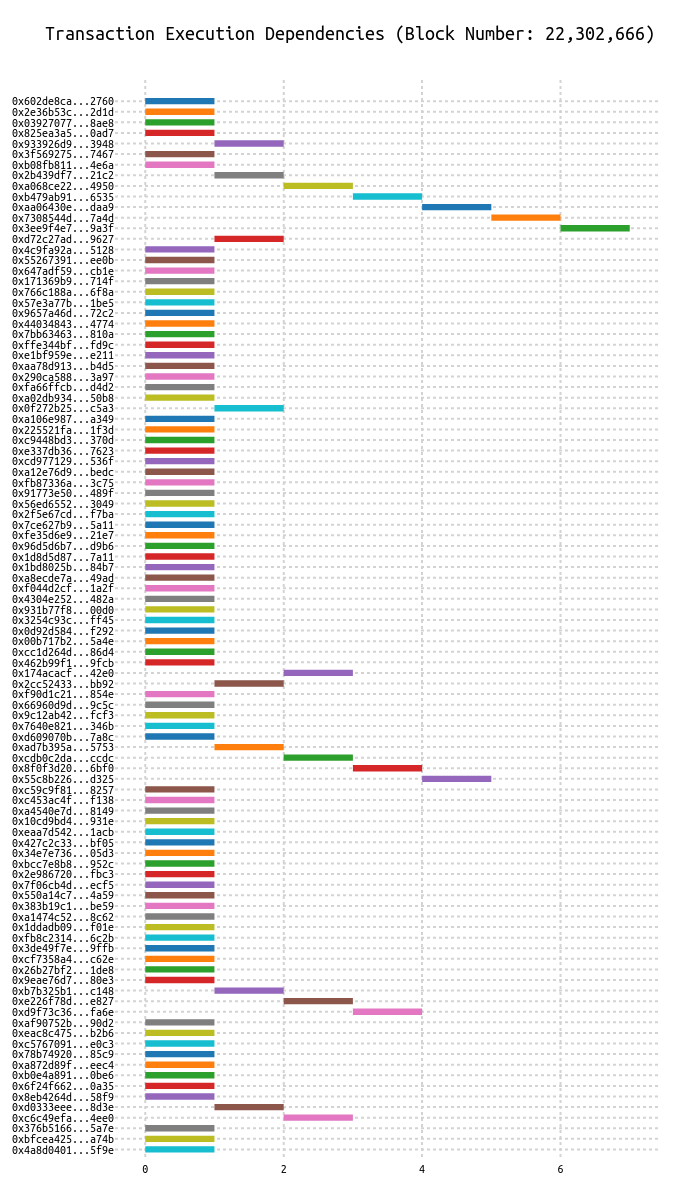 Transaction Execution Dependencies (Block Number: 22,302,666)
0x602de8ca...2760
0x2e36b53c...2d1d
0x03927077...8ae8
0x825ea3a5...0ad7
0x933926d9...3948
0x3f569275...7467
0xb08fb811...4e6a
0x2b439df7...21c2
0xa068ce22...4950
0xb479ab91...6535
0xaa06430e...daa9
0x7308544d...7a4d
0x3ee9f4e7...9a3f
0xd72c27ad...9627
0x4c9fa92a...5128
0x55267391...ee0b
0x647adf59...cb1e
0x171369b9...714f
0x766c188a...6f8a
0x57e3a77b...1be5
0x9657a46d...72c2
0x44034843...4774
0x7bb63463...810a
0xffe344bf...fd9c
0xe1bf959e...e211
0xaa78d913...b4d5
0x290ca588...3a97
0xfa66ffcb...d4d2
0xa02db934...50b8
0x0f272b25...c5a3
0xa106e987...a349
0x225521fa...1f3d
0xc9448bd3...370d
0xe337db36...7623
0xcd977129...536f
0xa12e76d9...bedc
0xfb87336a...3c75
0x91773e50...489f
0x56ed6552...3049
0x2f5e67cd...f7ba
0x7ce627b9...5a11
0xfe35d6e9...21e7
0x96d5d6b7...d9b6
0x1d8d5d87...7a11
0x1bd8025b...84b7
0xa8ecde7a...49ad
0xf044d2cf...1a2f
0x4304e252...482a
0x931b77f8...00d0
0x3254c93c...ff45
0x0d92d584...f292
0x00b717b2...5a4e
0xcc1d264d...86d4
0x462b99f1...9fcb
0x174acacf...42e0
0x2cc52433...bb92
0xf90d1c21...854e
0x66960d9d...9c5c
0x9c12ab42...fcf3
0x7640e821...346b
0xd609070b...7a8c
0xad7b395a...5753
0xcdb0c2da...ccdc
0x8f0f3d20...6bf0
0x55c8b226...d325
0xc59c9f81...8257
0xc453ac4f...f138
0xa4540e7d...8149
0x10cd9bd4...931e
0xeaa7d542...1acb
0x427c2c33...bf05
0x34e7e736...05d3
0xbcc7e8b8...952c
0x2e986720...fbc3
0x7f06cb4d...ecf5
0x550a14c7...4a59
0x383b19c1...be59
0xa1474c52...8c62
0x1ddadb09...f01e
0xfb8c2314...6c2b
0x3de49f7e...9ffb
0xcf7358a4...c62e
0x26b27bf2...1de8
0x9eae76d7...80e3
0xb7b325b1...c148
0xe226f78d...e827
0xd9f73c36...fa6e
0xaf90752b...90d2
0xeac8c475...b2b6
0xc5767091...e0c3
0x78b74920...85c9
0xa872d89f...eec4
0xb0e4a891...0be6
0x6f24f662...0a35
0x8eb4264d...58f9
0xd0333eee...8d3e
0xc6c49efa...4ee0
0x376b5166...5a7e
0xbfcea425...a74b
0x4a8d0401...5f9e
0 2 4 6